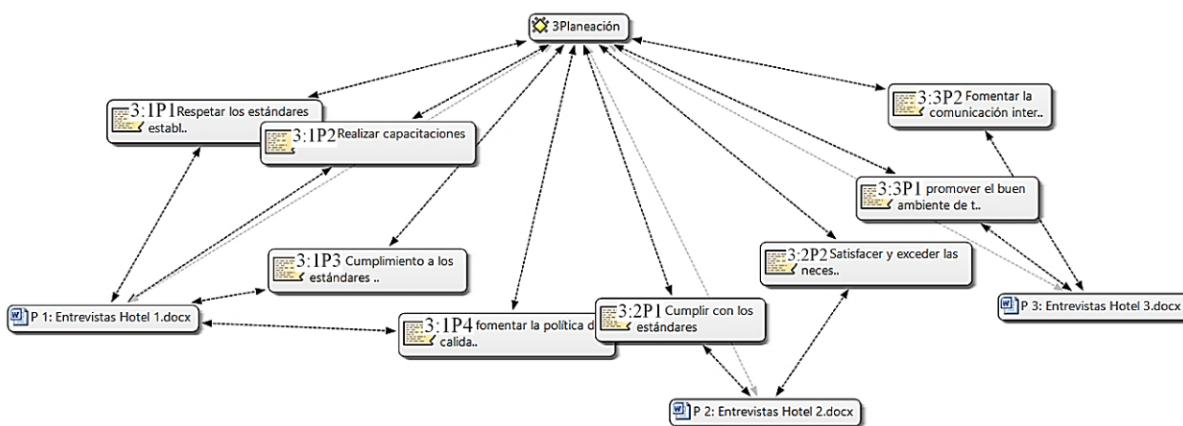 3Planeación
3:1P1 Respetar los estándares
establ..
3:1P2 Realizar capacitaciones
3:3P2 Fomentar la
comunicación inter..
3:3P1 promover el buen
ambiente de t..
3:1P3 Cumplimiento a los
estándares ..
3:2P2 Satisfacer y exceder las
neces..
P 1: Entrevistas Hotel 1.docx
3:1P4 fomentar la política d
calida..
3:2P1 Cumplir con los
estándares
P 3: Entrevistas Hotel 3.docx
P 2: Entrevistas Hotel 2.docx